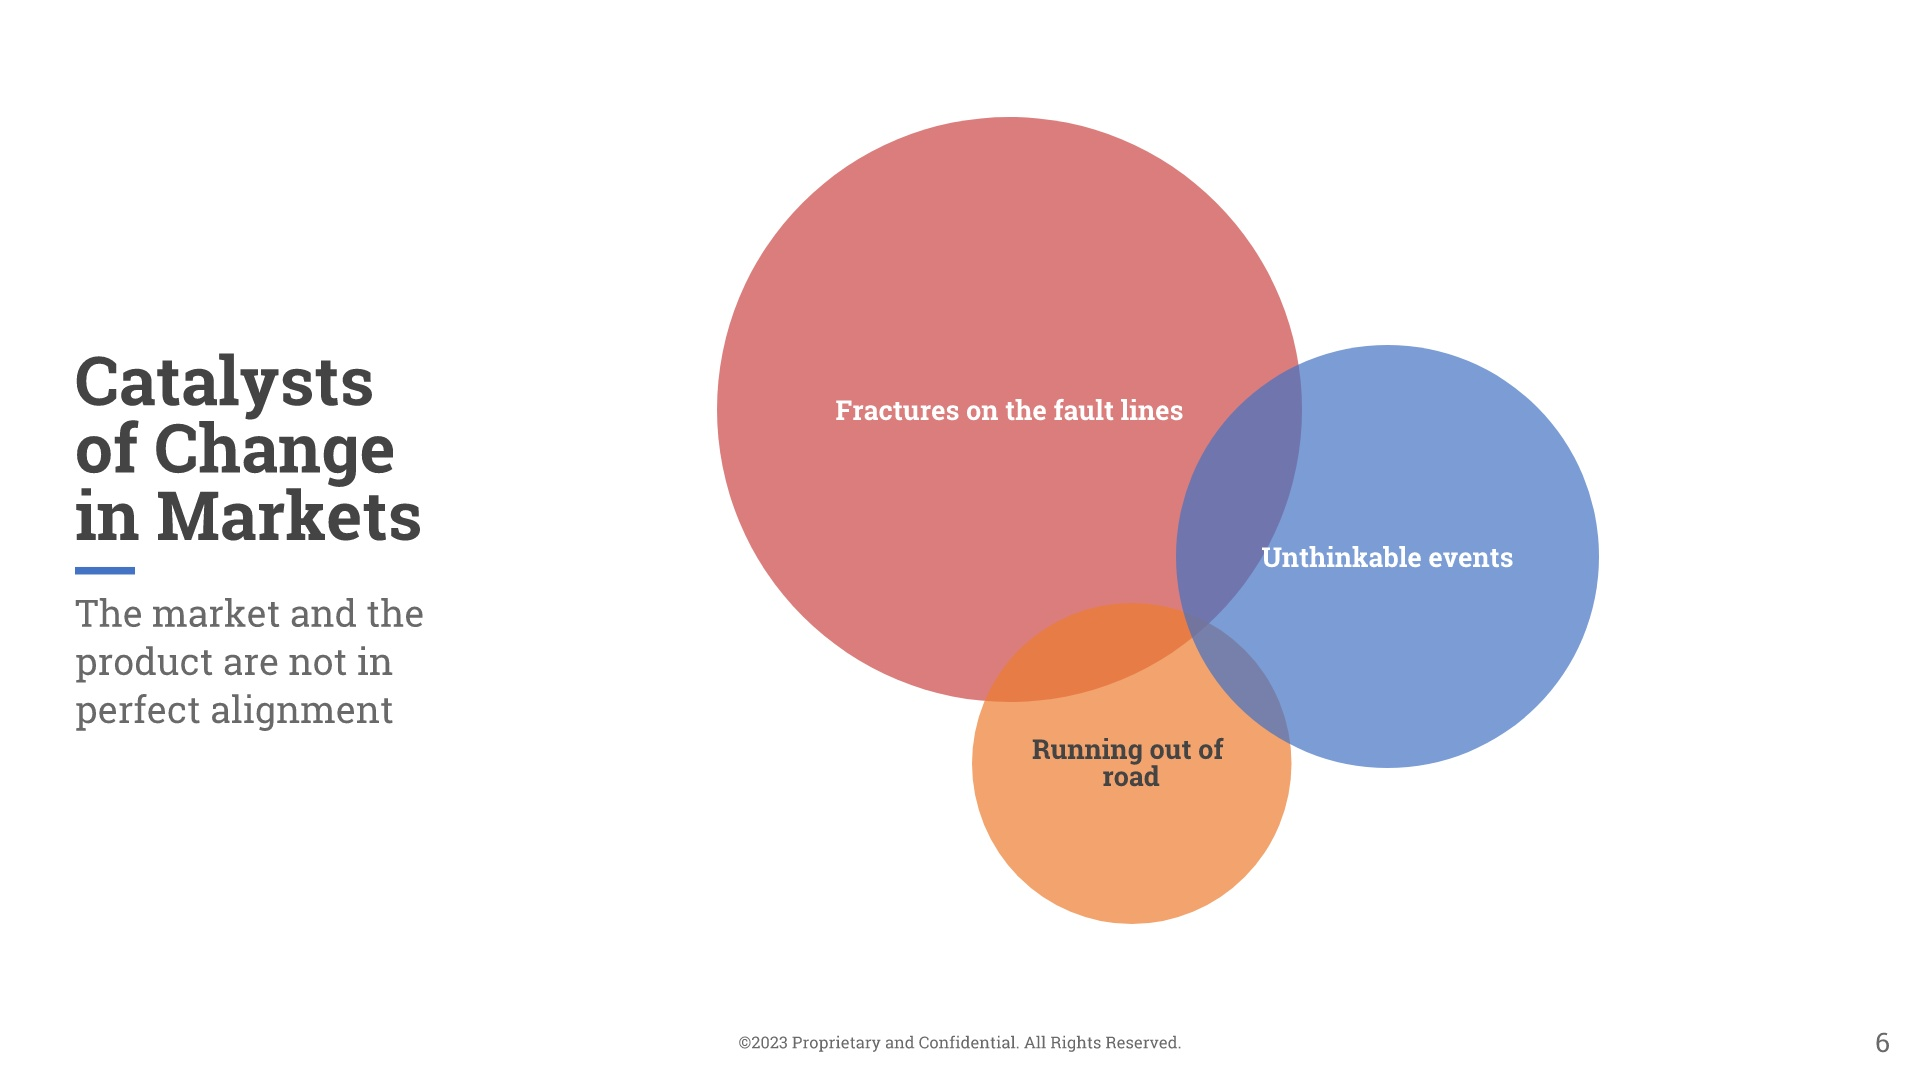 Catalysts
of Change
in Markets
The market and the
product are not in
perfect alignment
Fractures on the fault lines
Unthinkable events
Running out of
road
©2023 Proprietary and Confidential. All Rights Reserved.
6